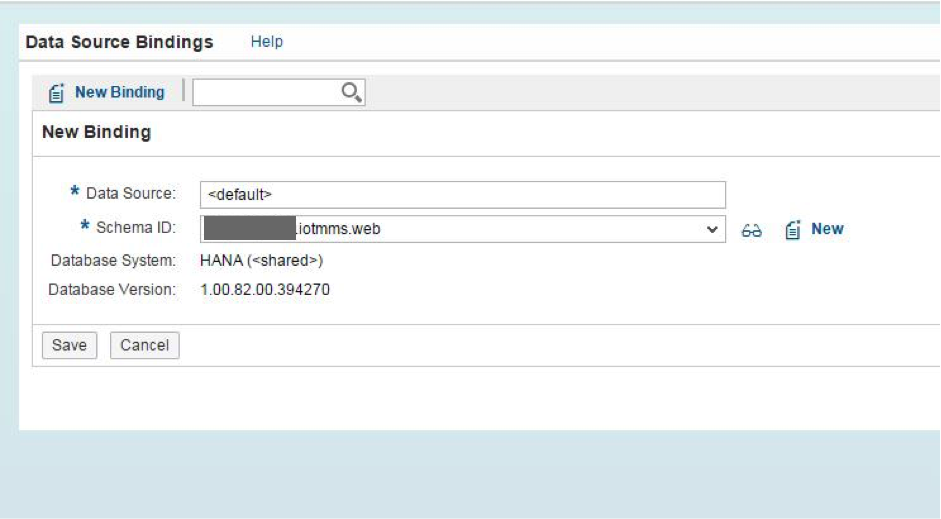 Data Source Bindings Help
New Binding
New Binding
* Data Source: <default>
* Schema ID: .iotmms.web New
Database System: HANA (<shared>)
Database Version: 1.00.82.00.394270
Save Cancel